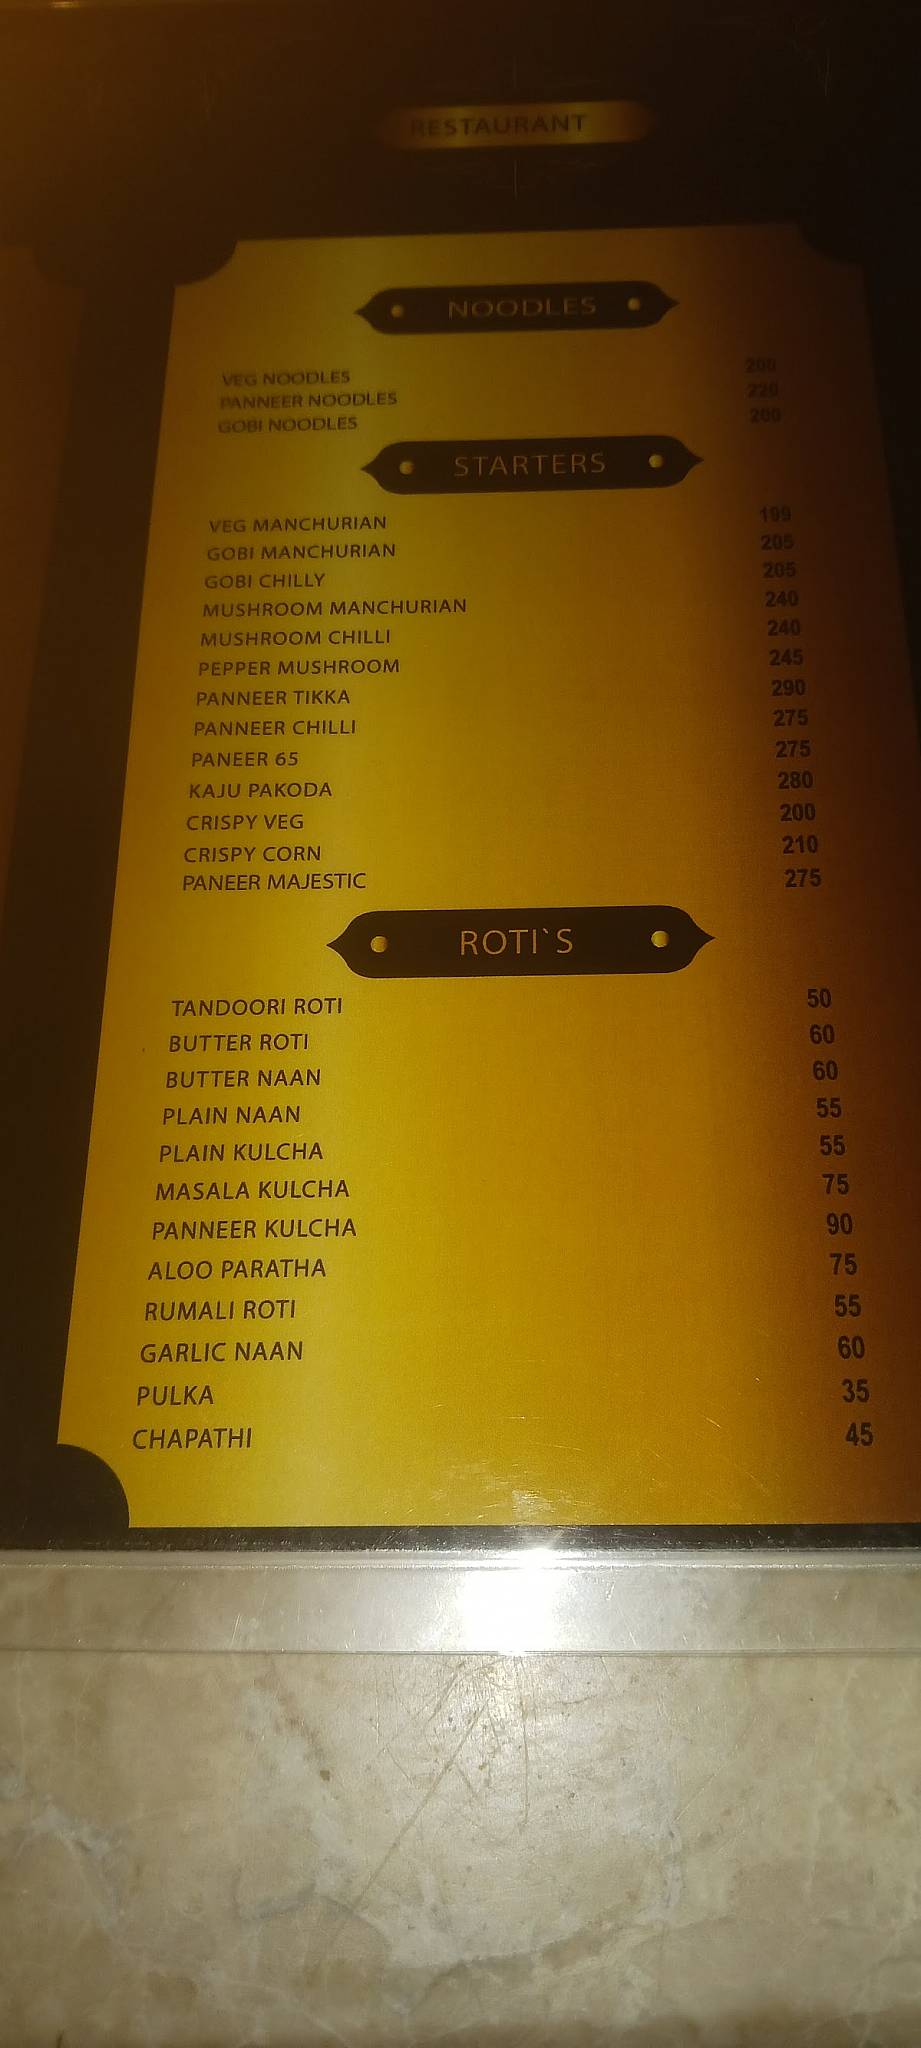 RESTAURANT
NOODLES
VEG NOODLES 200
PANNEER NOODLES 220
GOBI NOODLES 200
STARTERS
VEG MANCHURIAN 199
GOBI MANCHURIAN 205
GOBI CHILLY 205
MUSHROOM MANCHURIAN 240
MUSHROOM CHILLI 240
PEPPER MUSHROOM 245
PANNEER TIKKA 290
PANNEER CHILLI 275
PANEER 65 275
KAJU PAKODA 280
CRISPY VEG 200
CRISPY CORN 210
PANEER MAJESTIC 275
ROTI`S
TANDOORI ROTI 50
BUTTER ROTI 60
BUTTER NAAN 60
PLAIN NAAN 55
PLAIN KULCHA 55
MASALA KULCHA 75
PANNEER KULCHA 90
ALOO PARATHA 75
RUMALI ROTI 55
GARLIC NAAN 60
PULKA 35
CHAPATHI 45